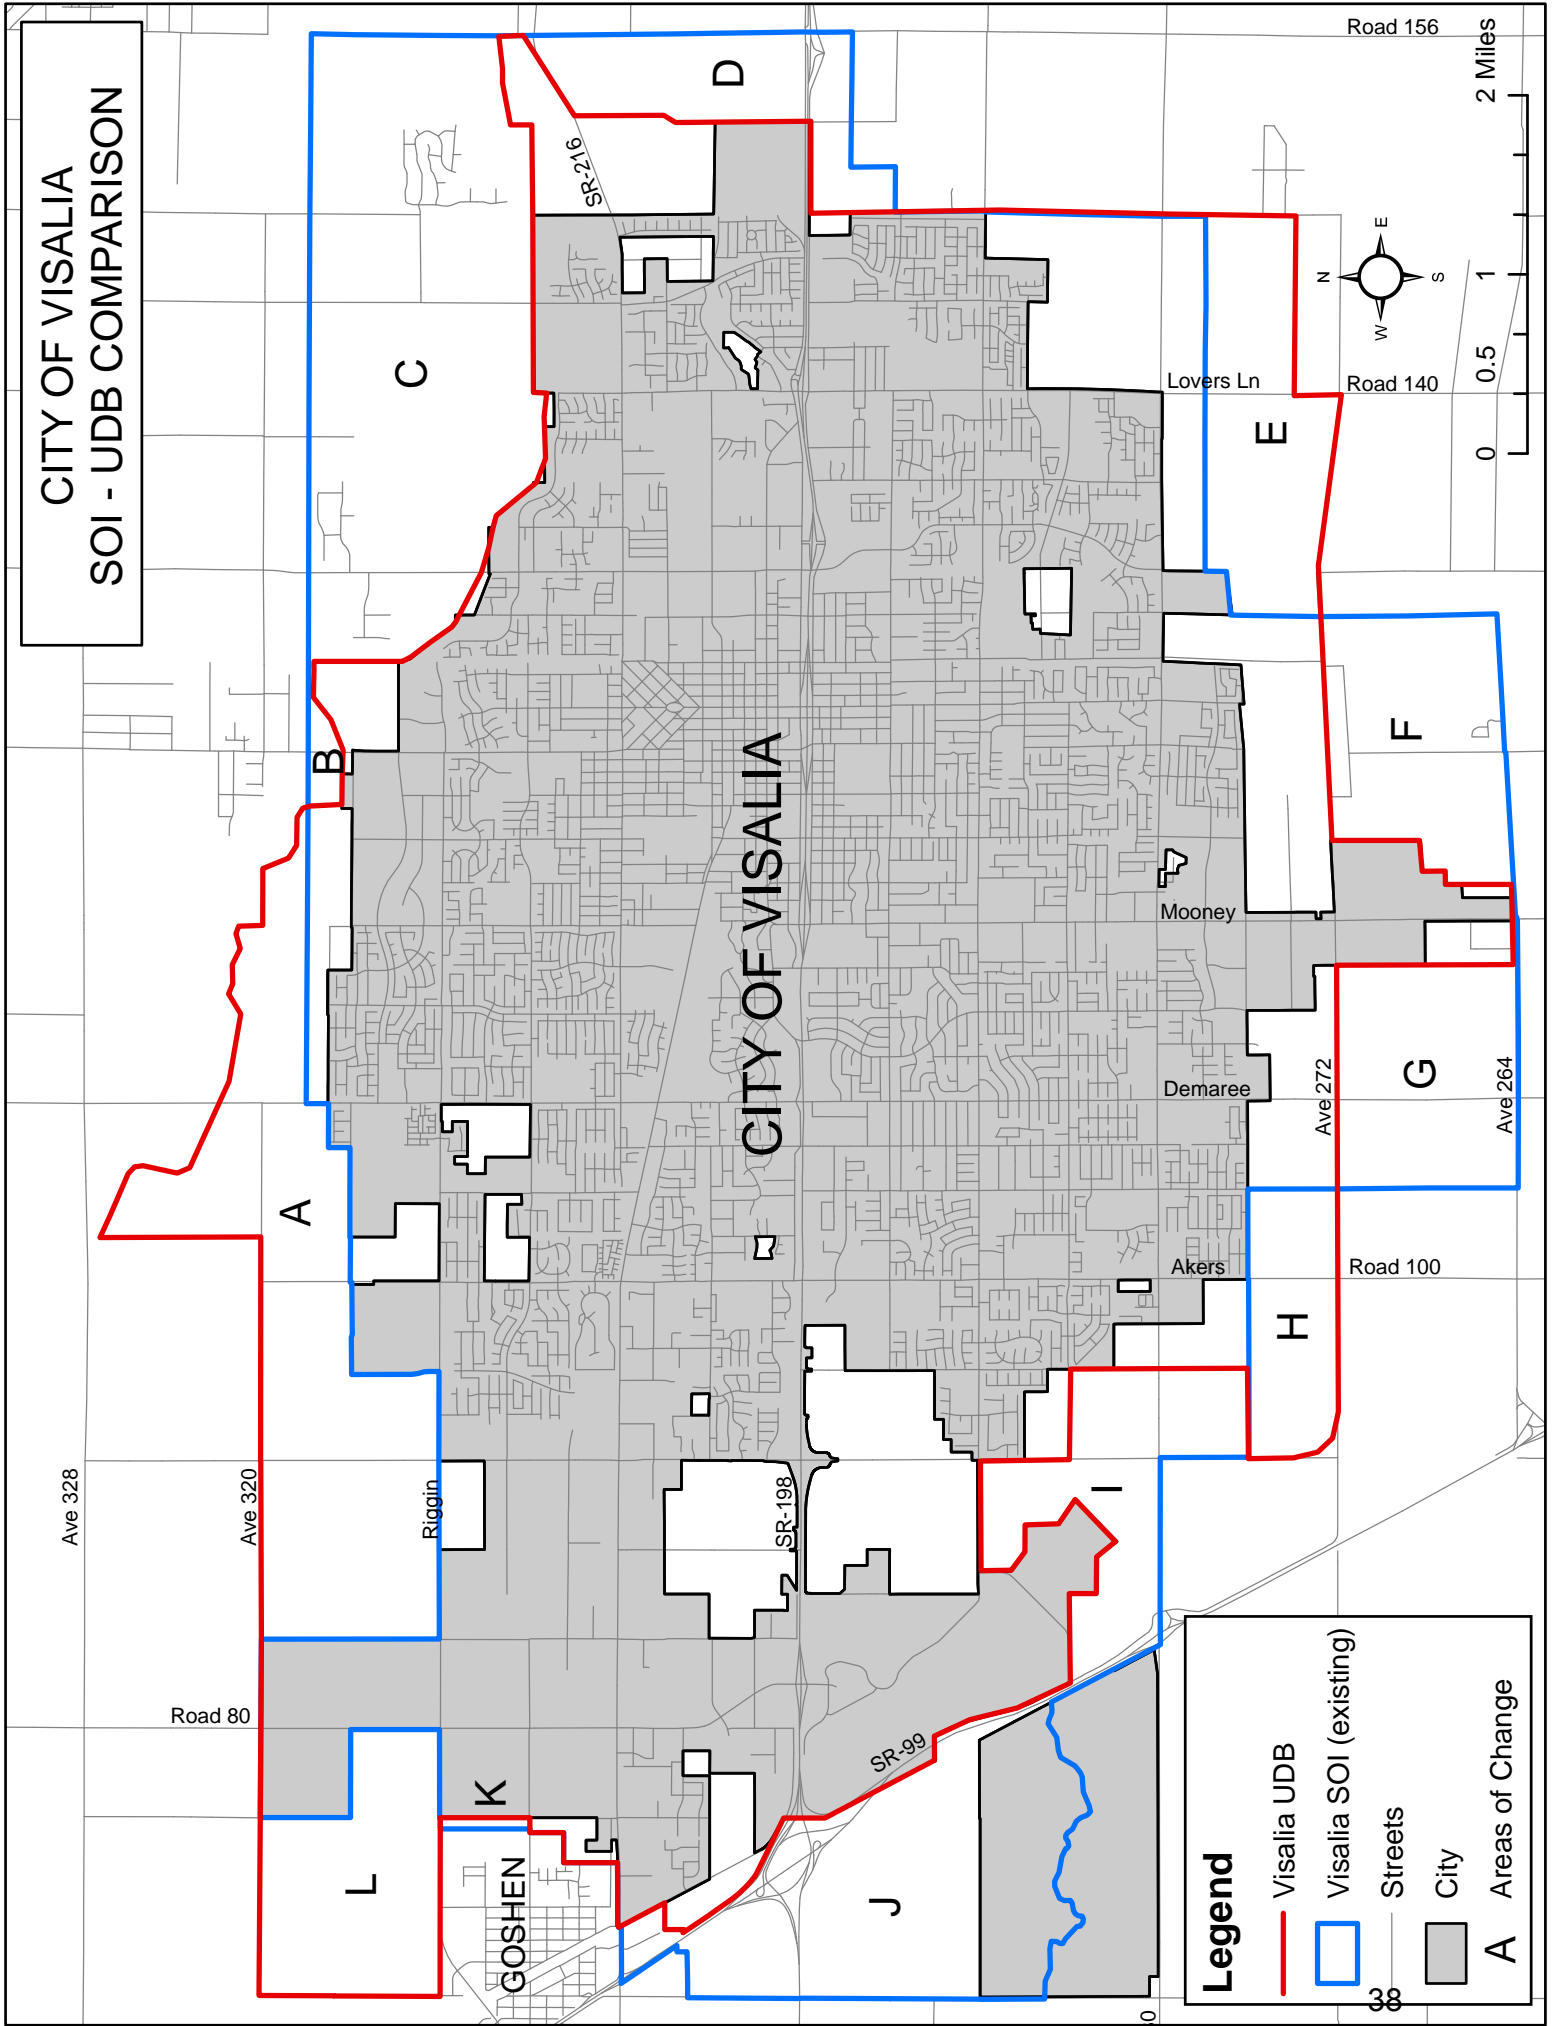 CITY OF VISALIA
SOI - UDB COMPARISON
Road 156
2 Miles
1
0.5
0
N
E
S
W
D
SR-216
C
Lovers Ln
Road 140
E
B
F
CITY OF VISALIA
Mooney
Demaree
Ave 272
G
Ave 264
A
Akers
Road 100
H
Ave 328
Ave 320
Riggin
SR-198
I
Road 80
SR-99
K
L
GOSHEN
J
Legend
Visalia UDB
Visalia SOI (existing)
Streets
City
A Areas of Change
38